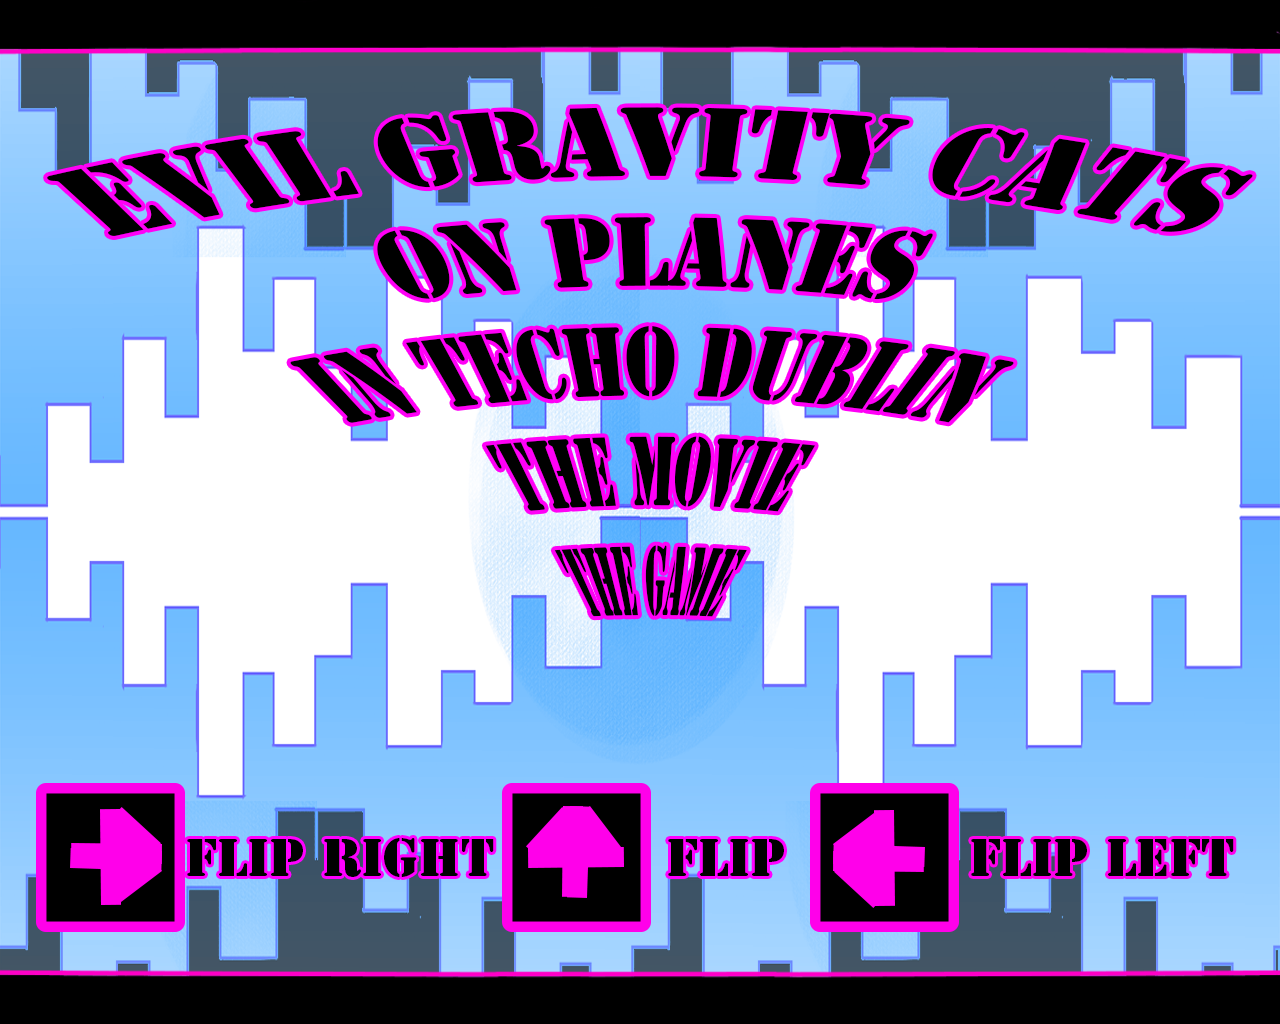 EVIL GRAVITY CATS
ON PLANES
IN TECHO DUBLIN
THE MOVIE
THE GAME
FLIP RIGHT FLIP FLIP LEFT